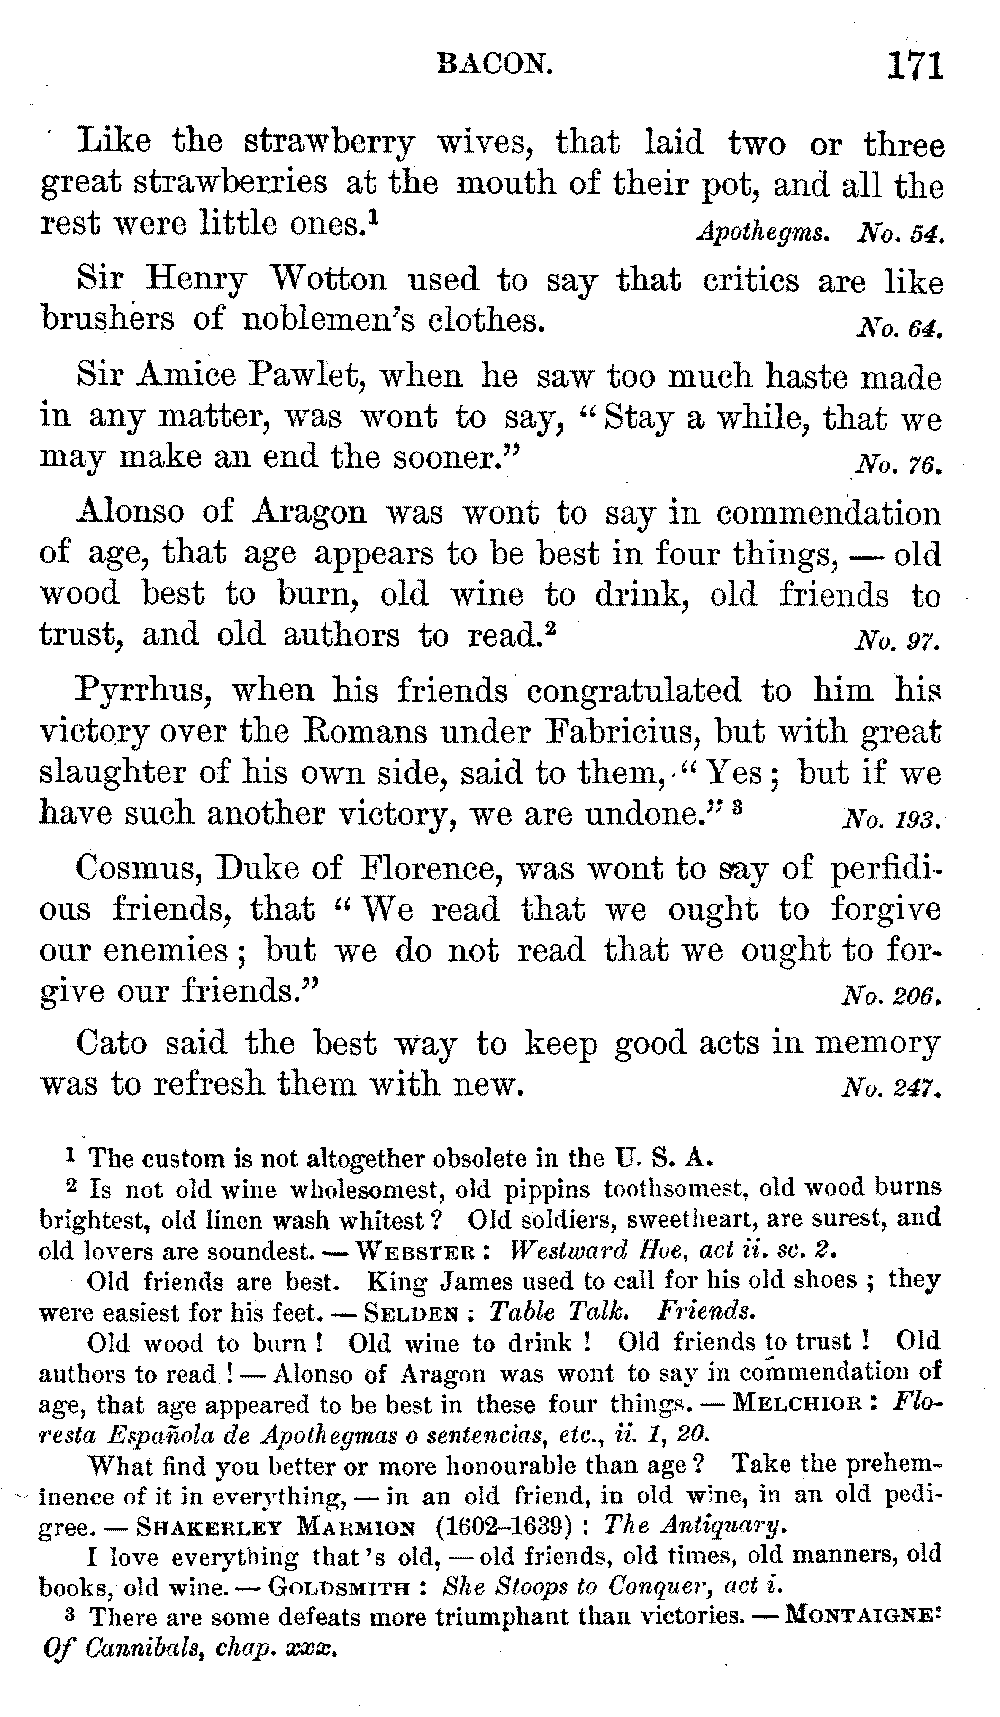 BACON. 171
Like the strawberry wives, that laid two or three
great strawberries at the mouth of their pot, and all the
rest were little ones.¹ Apothegms. No. 54.
Sir Henry Wotton used to say that critics are like
brushers of noblemen's clothes. No. 64.
Sir Amice Pawlet, when he saw too much haste made
in any matter, was wont to say, “Stay a while, that we
may make an end the sooner.” No. 76.
Alonso of Aragon was wont to say in commendation
of age, that age appears to be best in four things, — old
wood best to burn, old wine to drink, old friends to
trust, and old authors to read.² No. 97.
Pyrrhus, when his friends congratulated to him his
victory over the Romans under Fabricius, but with great
slaughter of his own side, said to them, “Yes; but if we
have such another victory, we are undone.” ³ No. 193.
Cosmus, Duke of Florence, was wont to say of perfidi-
ous friends, that “We read that we ought to forgive
our enemies; but we do not read that we ought to for-
give our friends.” No. 206.
Cato said the best way to keep good acts in memory
was to refresh them with new. No. 247.
¹ The custom is not altogether obsolete in the U. S. A.
² Is not old wine wholesomest, old pippins toothsomest, old wood burns
brightest, old linen wash whitest? Old soldiers, sweetheart, are surest, and
old lovers are soundest. — WEBSTER: Westward Hoe, act ii. sc. 2.
Old friends are best. King James used to call for his old shoes; they
were easiest for his feet. — SELDEN: Table Talk. Friends.
Old wood to burn! Old wine to drink! Old friends to trust! Old
authors to read! — Alonso of Aragon was wont to say in commendation of
age, that age appeared to be best in these four things. — MELCHIOR: Flo-
resta Española de Apothegmas o sentencias, etc., ii. 1, 20.
What find you better or more honourable than age? Take the prehem-
inence of it in everything, — in an old friend, in old wine, in an old pedi-
gree. — SHAKERLEY MARMION (1602–1639): The Antiquary.
I love everything that's old, — old friends, old times, old manners, old
books, old wine. — GOLDSMITH: She Stoops to Conquer, act i.
³ There are some defeats more triumphant than victories. — MONTAIGNE:
Of Cannibals, chap. xxx.